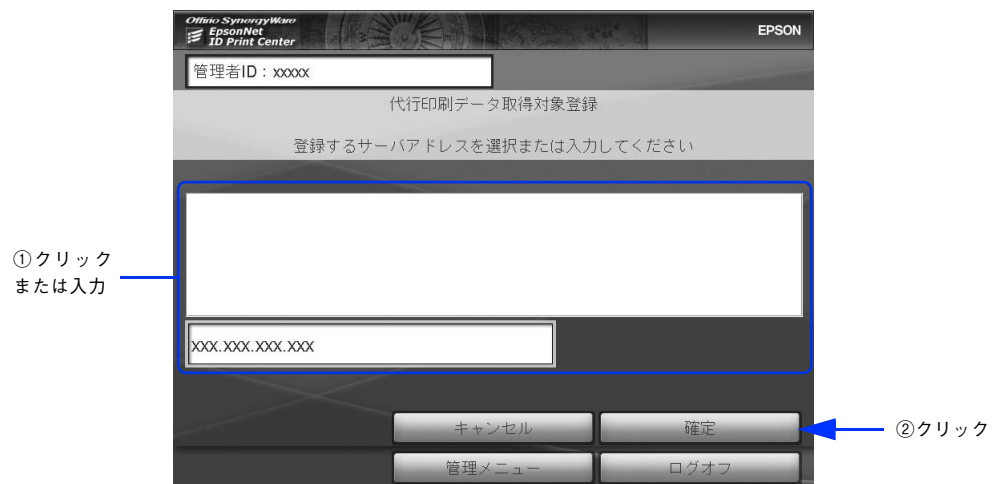 Offirio SynergyWare
EpsonNet
ID Print Center
EPSON
管理者ID：xxxxx
代行印刷データ取得対象登録
登録するサーバアドレスを選択または入力してください
①クリック
または入力
xxx.xxx.xxx.xxx
キャンセル
確定
②クリック
管理メニュー
ログオフ